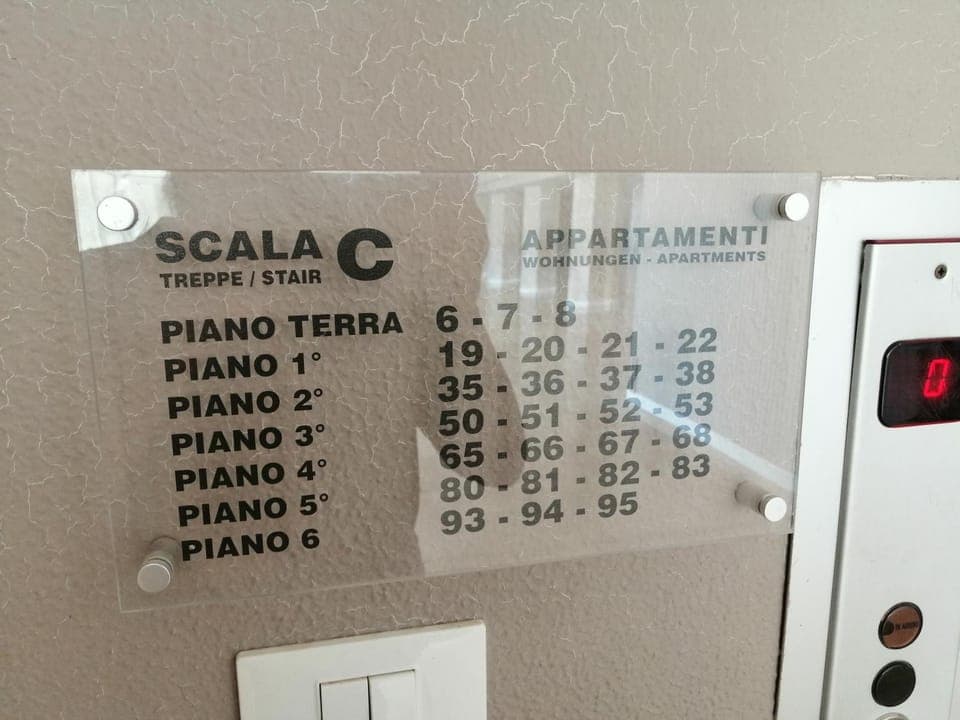 SCALA C
TREPPE / STAIR
APPARTAMENTI
WOHNUNGEN - APARTMENTS
PIANO TERRA 6 - 7 - 8
PIANO 1° 19 - 20 - 21 - 22
PIANO 2° 35 - 36 - 37 - 38
PIANO 3° 50 - 51 - 52 - 53
PIANO 4° 65 - 66 - 67 - 68
PIANO 5° 80 - 81 - 82 - 83
PIANO 6 93 - 94 - 95
0